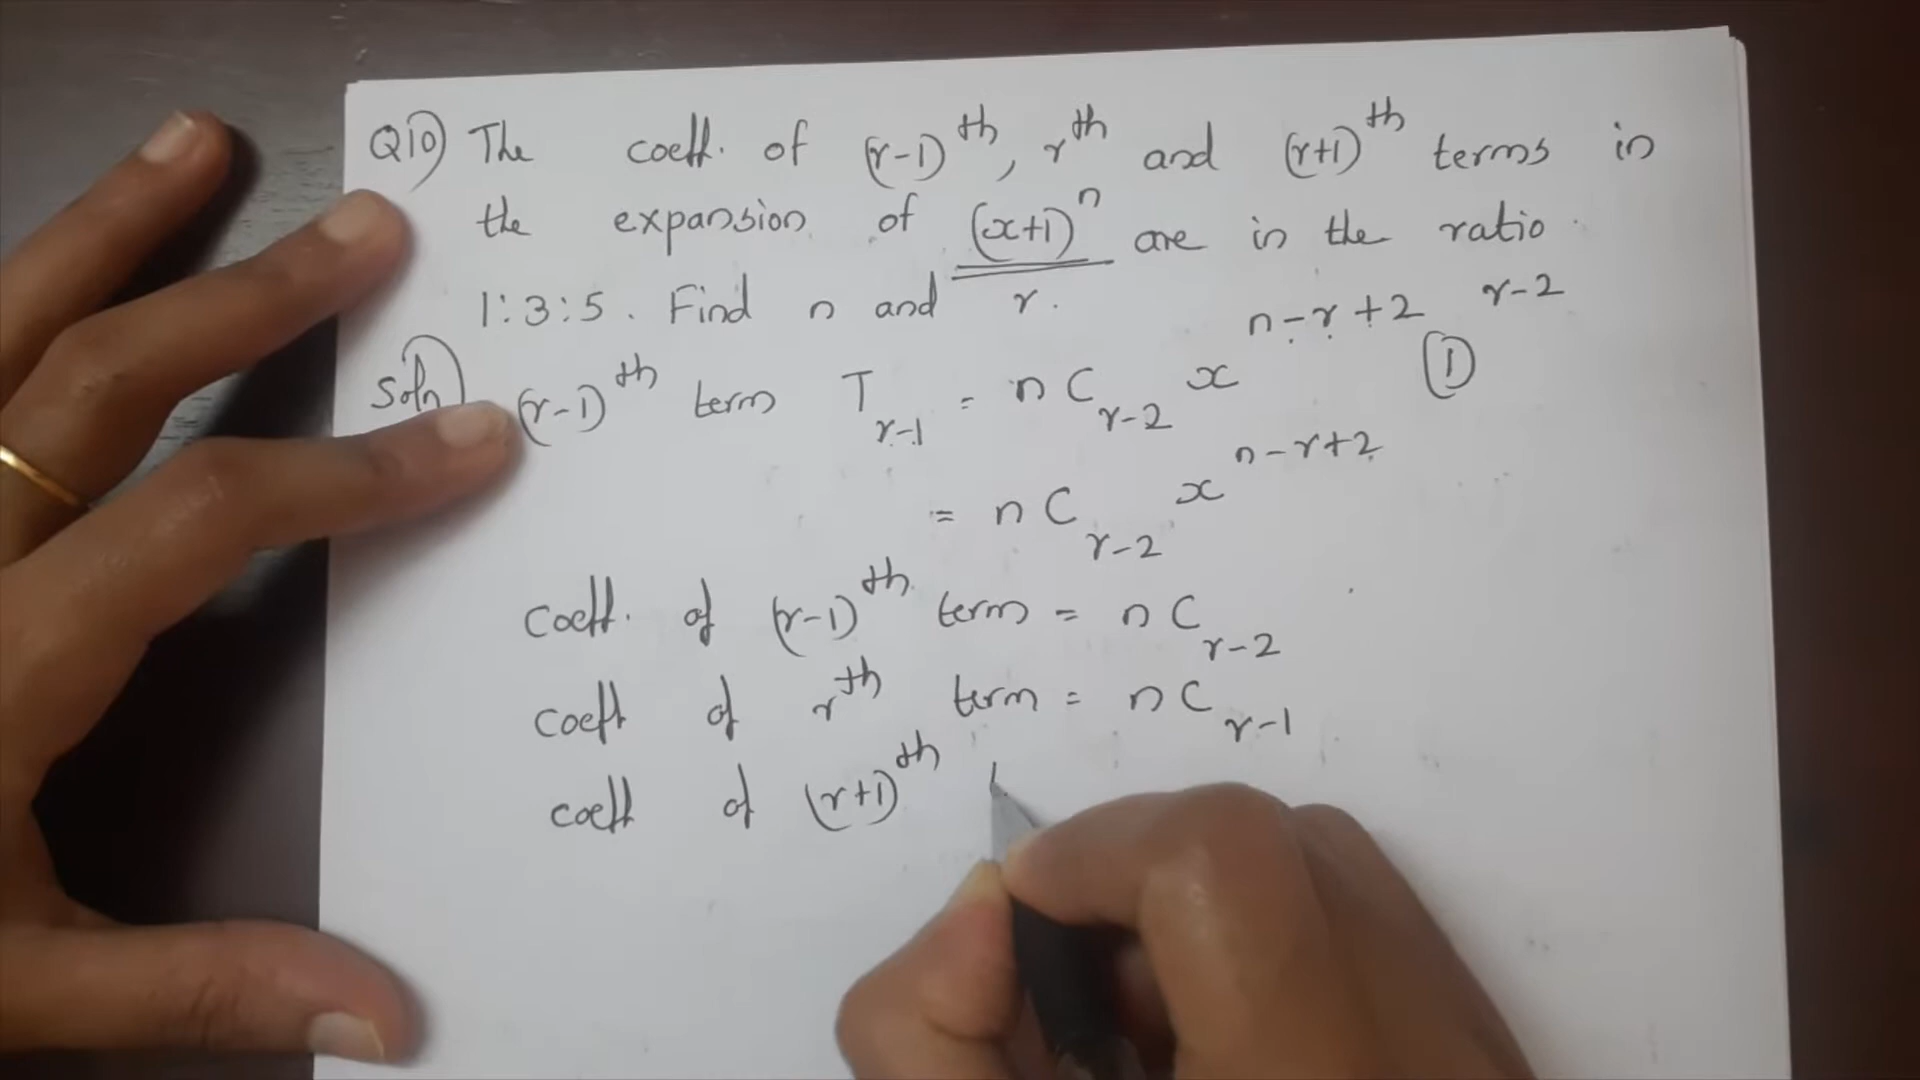 Q10) The coeff. of (r-1)^th, r^th and (r+1)^th terms in
the expansion of (x+1)^n are in the ratio
1:3:5. Find n and r.
Soln) (r-1)^th term T_{r-1} = nC_{r-2} x^{n-r+2} (1)^{r-2}
= nC_{r-2} x^{n-r+2}
Coeff. of (r-1)^th term = nC_{r-2}
coeff of r^th term = nC_{r-1}
coeff of (r+1)^th